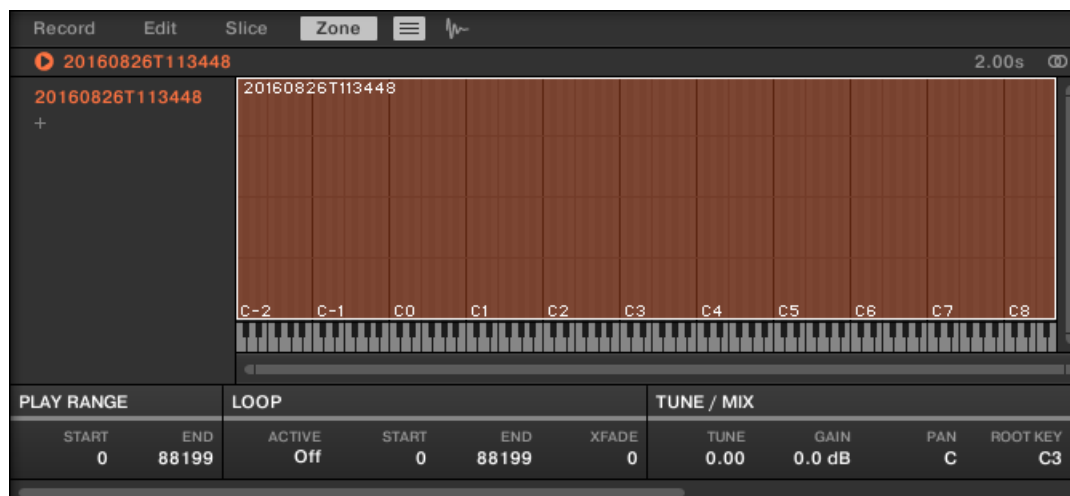 Record Edit Slice Zone
20160826T113448 2.00s
20160826T113448 20160826T113448
+
C-2 C-1 C0 C1 C2 C3 C4 C5 C6 C7 C8
PLAY RANGE LOOP TUNE / MIX
START END ACTIVE START END XFADE TUNE GAIN PAN ROOT KEY
0 88199 Off 0 88199 0 0.00 0.0 dB C C3